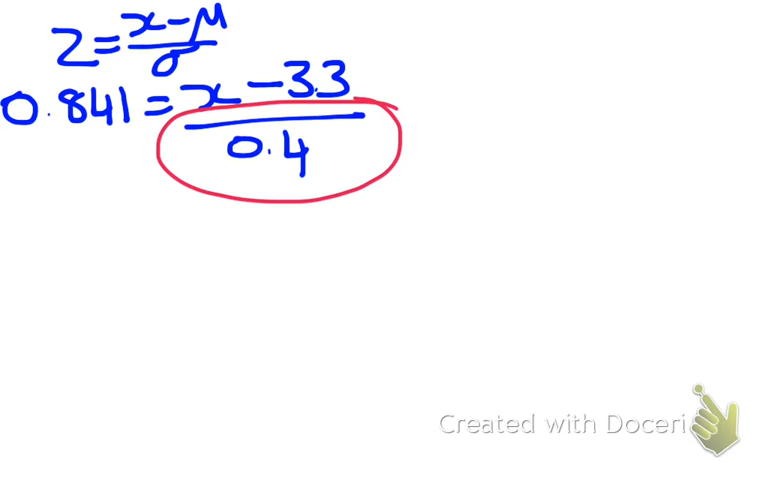 z = x - μ / σ
0.841 = x - 3.3 / 0.4
Created with Doceri